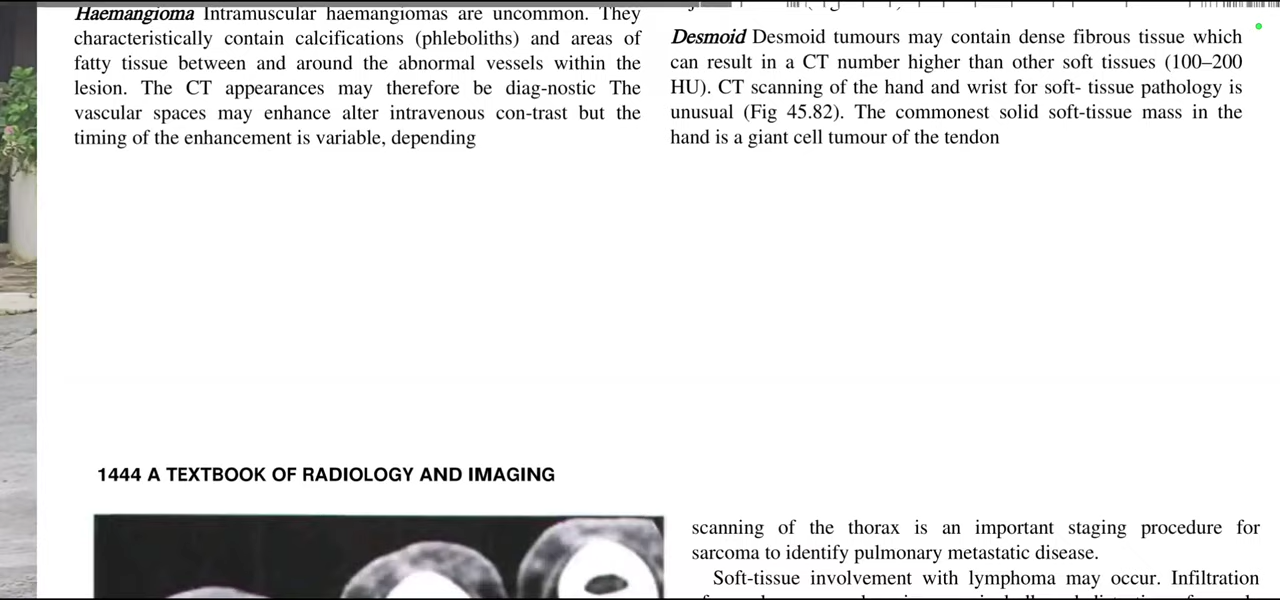 Haemangioma Intramuscular haemangiomas are uncommon. They
characteristically contain calcifications (phleboliths) and areas of
fatty tissue between and around the abnormal vessels within the
lesion. The CT appearances may therefore be diag-nostic The
vascular spaces may enhance alter intravenous con-trast but the
timing of the enhancement is variable, depending
Desmoid Desmoid tumours may contain dense fibrous tissue which
can result in a CT number higher than other soft tissues (100–200
HU). CT scanning of the hand and wrist for soft- tissue pathology is
unusual (Fig 45.82). The commonest solid soft-tissue mass in the
hand is a giant cell tumour of the tendon
1444 A TEXTBOOK OF RADIOLOGY AND IMAGING
scanning of the thorax is an important staging procedure for
sarcoma to identify pulmonary metastatic disease.
Soft-tissue involvement with lymphoma may occur. Infiltration